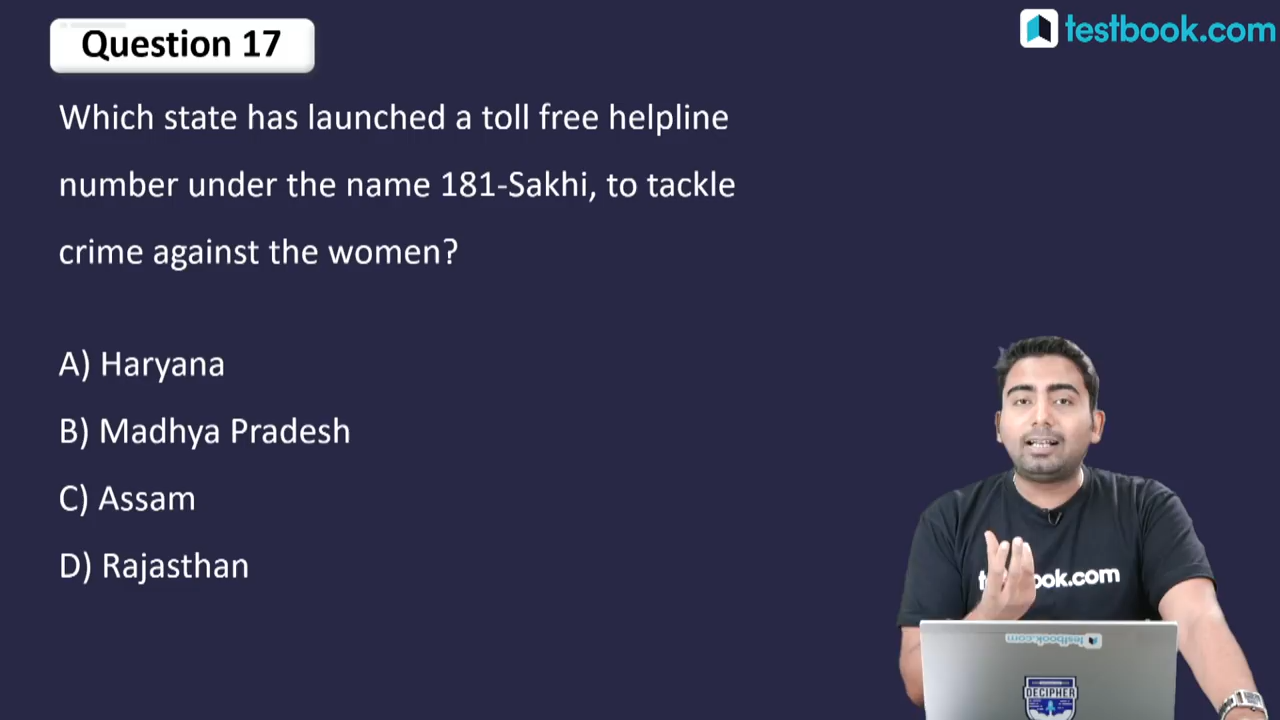 Question 17
testbook.com
Which state has launched a toll free helpline
number under the name 181-Sakhi, to tackle
crime against the women?
A) Haryana
B) Madhya Pradesh
C) Assam
D) Rajasthan
testbook.com
DECIPHER